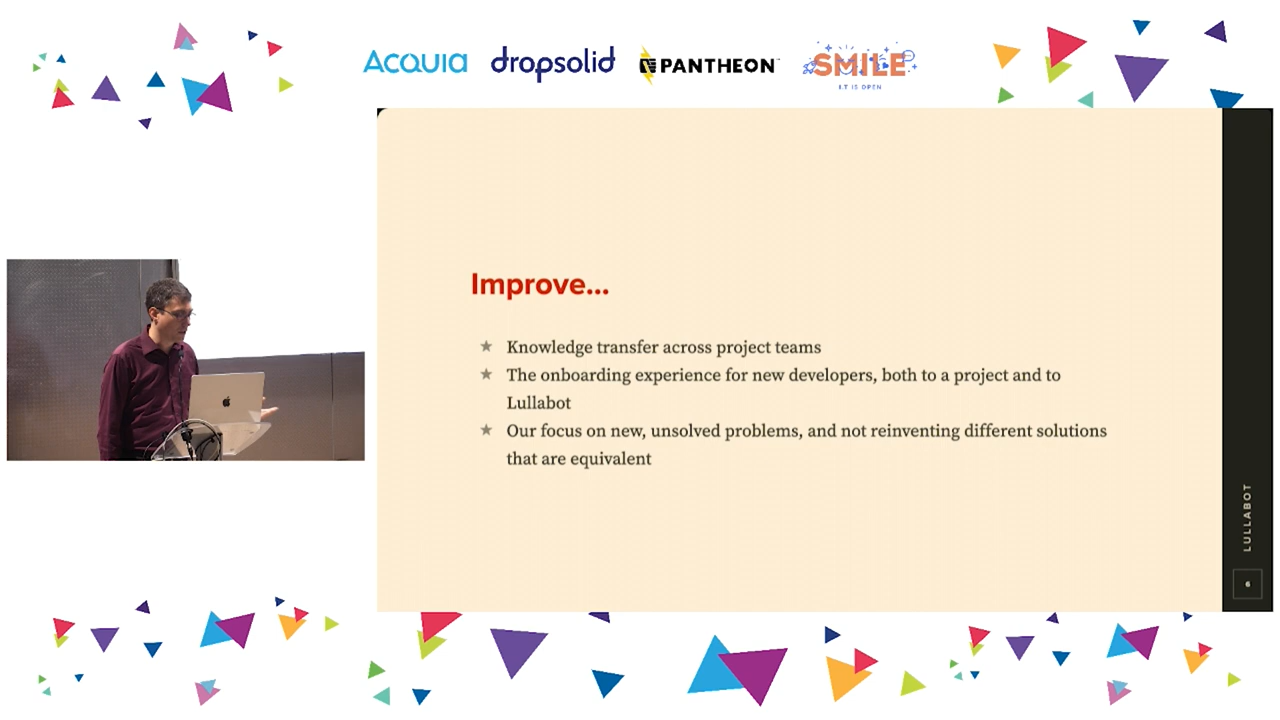 ACQUIA
dropsolid
PANTHEON
SMILE
I.T IS OPEN
Improve...
Knowledge transfer across project teams
The onboarding experience for new developers, both to a project and to
Lullabot
Our focus on new, unsolved problems, and not reinventing different solutions
that are equivalent
LULLABOT
6